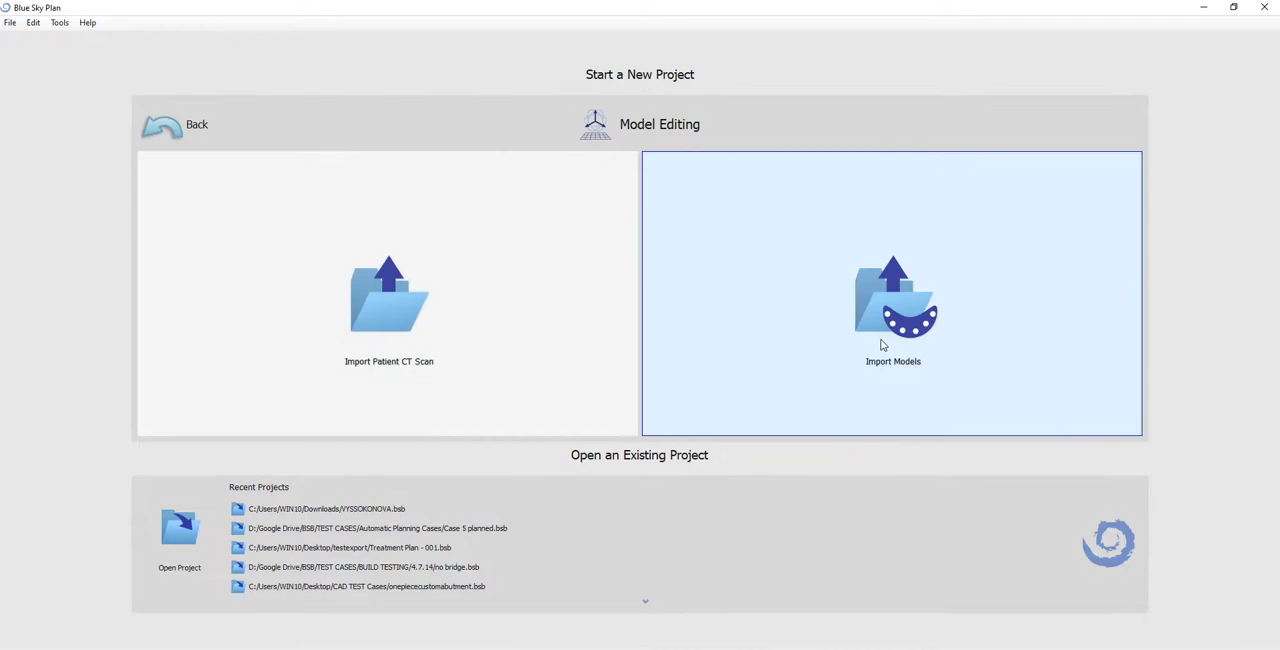 Blue Sky Plan
File Edit Tools Help
Start a New Project
Back
Model Editing
Import Patient CT Scan
Import Models
Open an Existing Project
Recent Projects
C:/Users/WIN10/Downloads/VYSSOKONOVA.bsb
D:/Google Drive/BSB/TEST CASES/Automatic Planning Cases/Case 5 planned.bsb
C:/Users/WIN10/Desktop/testexport/Treatment Plan - 001.bsb
D:/Google Drive/BSB/TEST CASES/BUILD TESTING/4.7.14/no bridge.bsb
C:/Users/WIN10/Desktop/CAD TEST Cases/onepiececustomabutment.bsb
Open Project